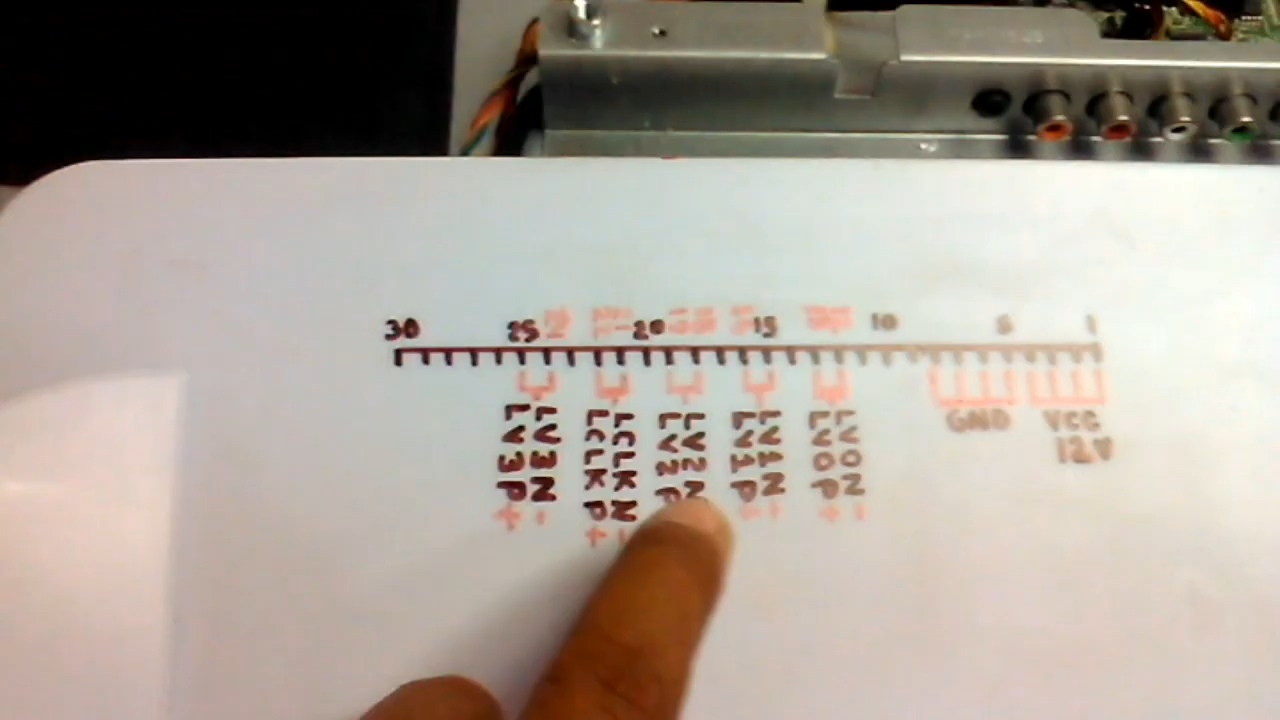 30 25 20 15 10 5 1
LV3P
LV3N
LCLKP
LCLKN
LV2P
LV2N
LV1P
LV1N
LV0P
LV0N
GND
VCC
12V
+ - + - + -